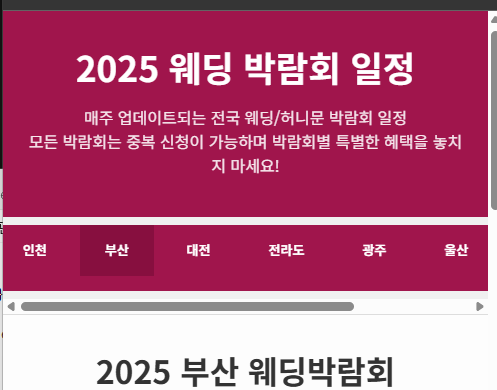 2025 웨딩 박람회 일정
매주 업데이트되는 전국 웨딩/허니문 박람회 일정
모든 박람회는 중복 신청이 가능하며 박람회별 특별한 혜택을 놓치
지 마세요!
인천 부산 대전 전라도 광주 울산
2025 부산 웨딩박람회